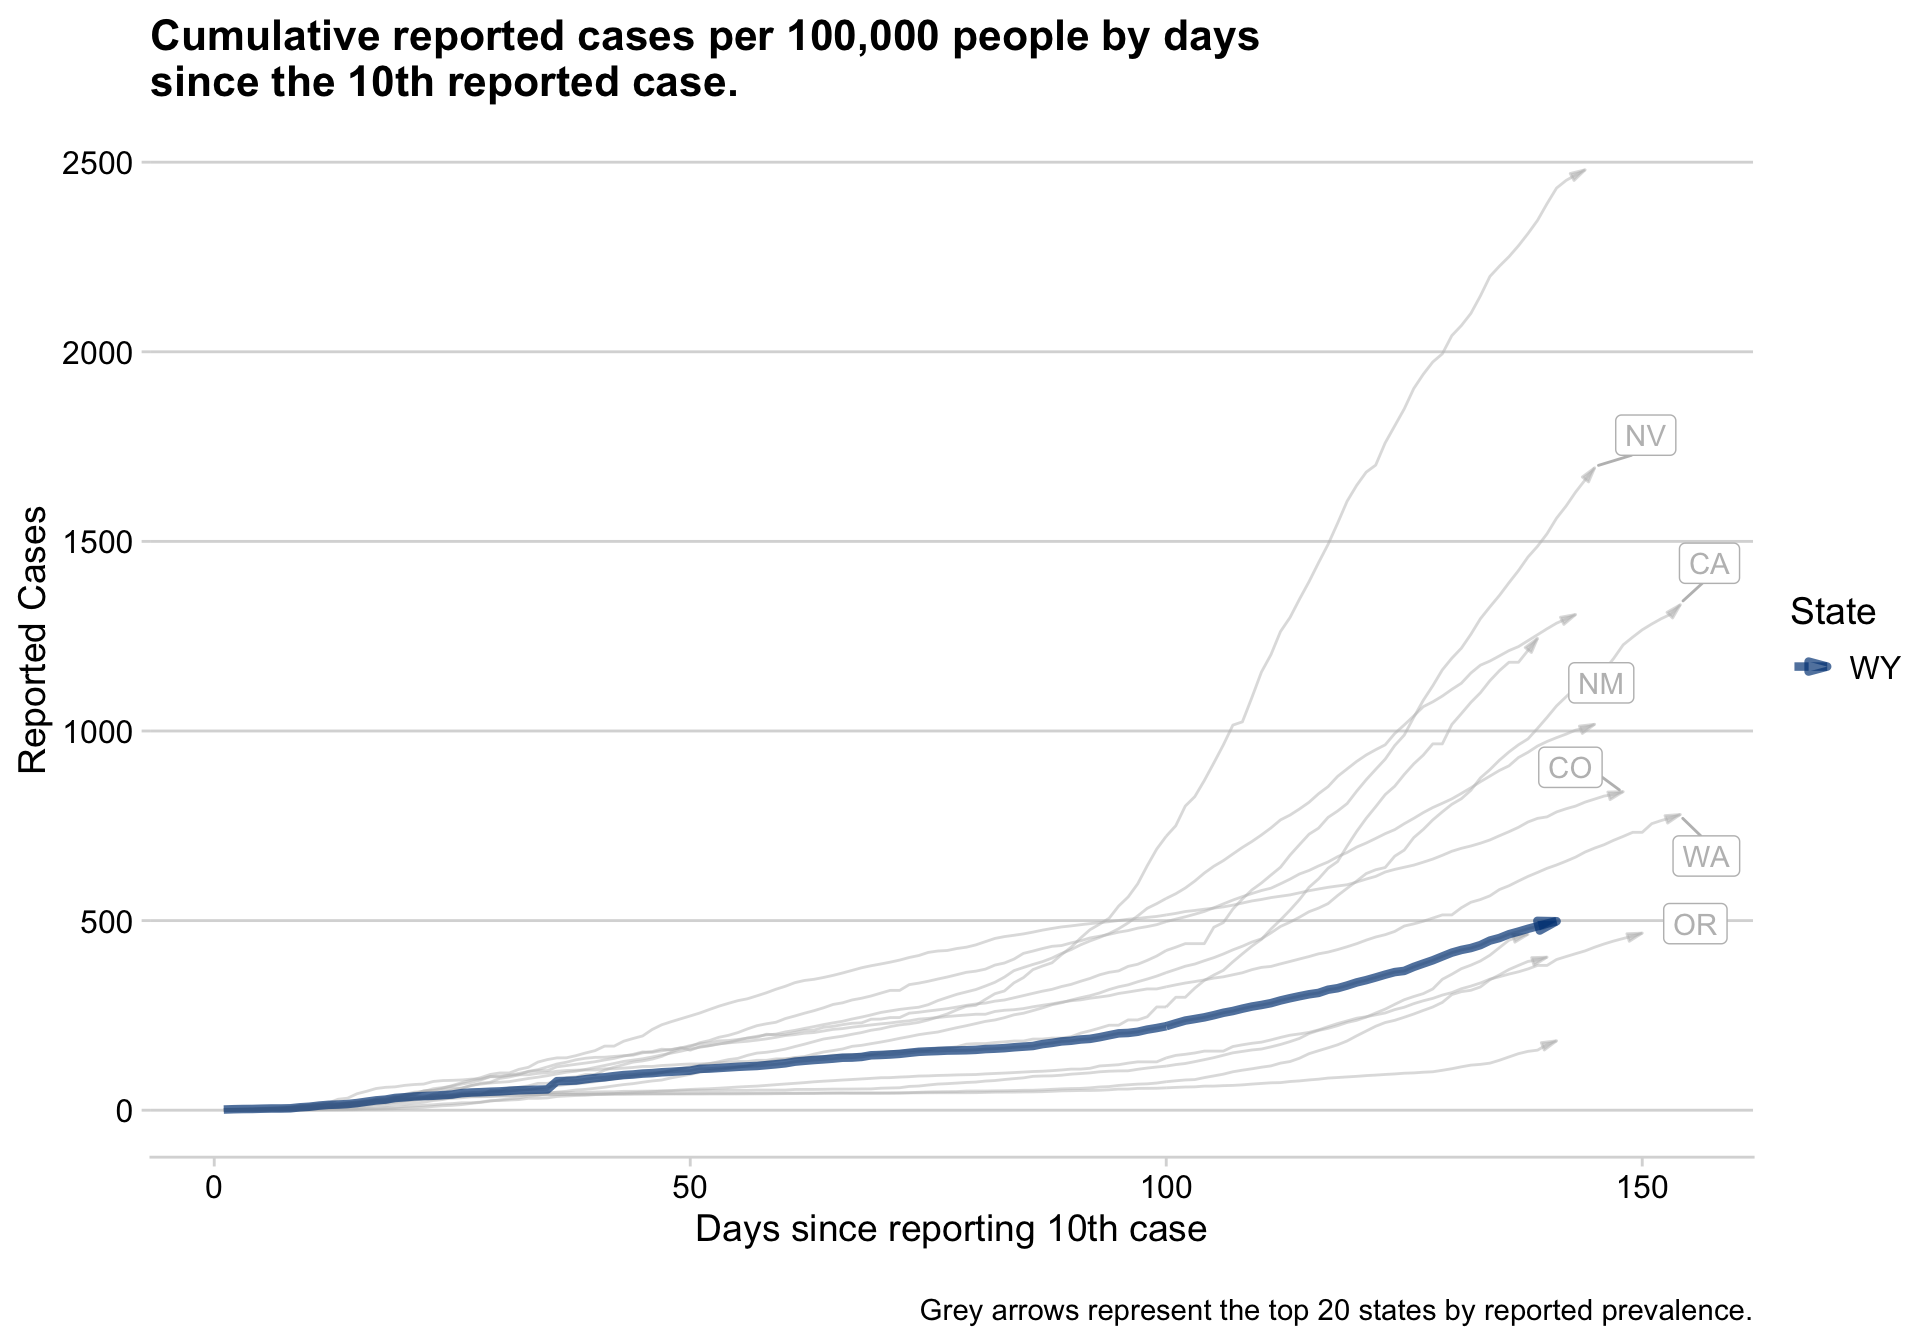 Cumulative reported cases per 100,000 people by days
since the 10th reported case.
2500
2000
1500
1000
500
0
Reported Cases
NV
CA
NM
CO
WA
OR
State
WY
0
50
100
150
Days since reporting 10th case
Grey arrows represent the top 20 states by reported prevalence.